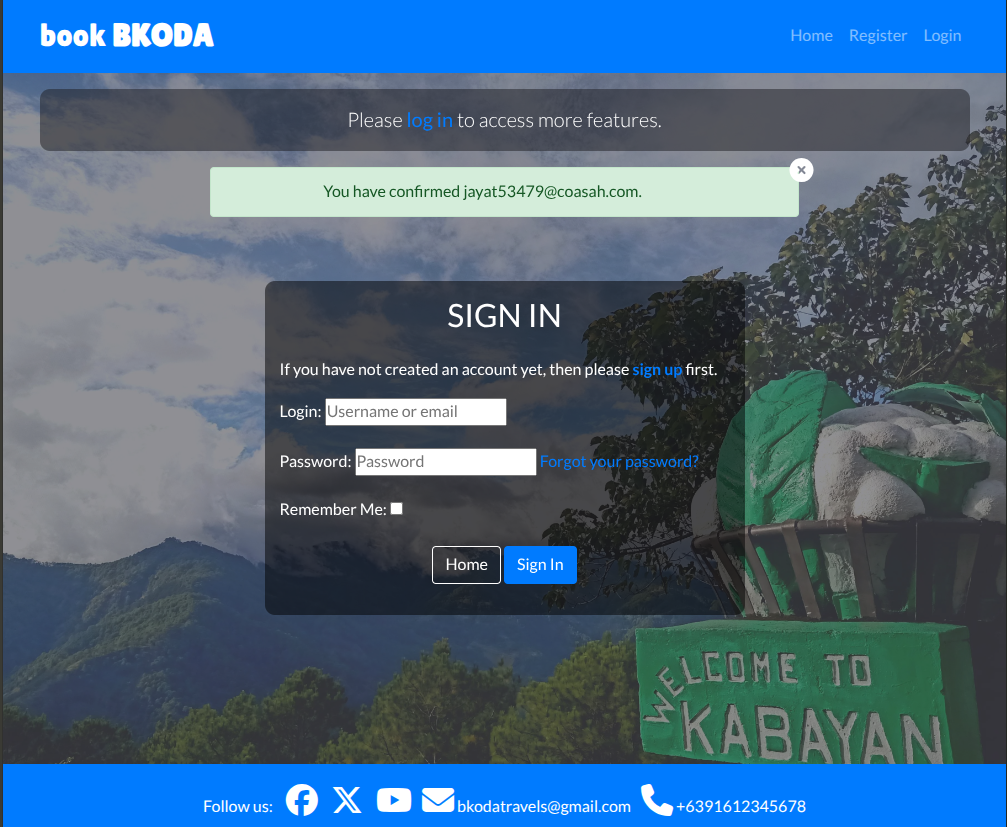 book BKODA
Home Register Login
Please log in to access more features.
You have confirmed jayat53479@coasah.com.
SIGN IN
If you have not created an account yet, then please sign up first.
Login: Username or email
Password: Password Forgot your password?
Remember Me:
Home Sign In
WELCOME TO
KABAYAN
Follow us: bkodatravels@gmail.com +6391612345678